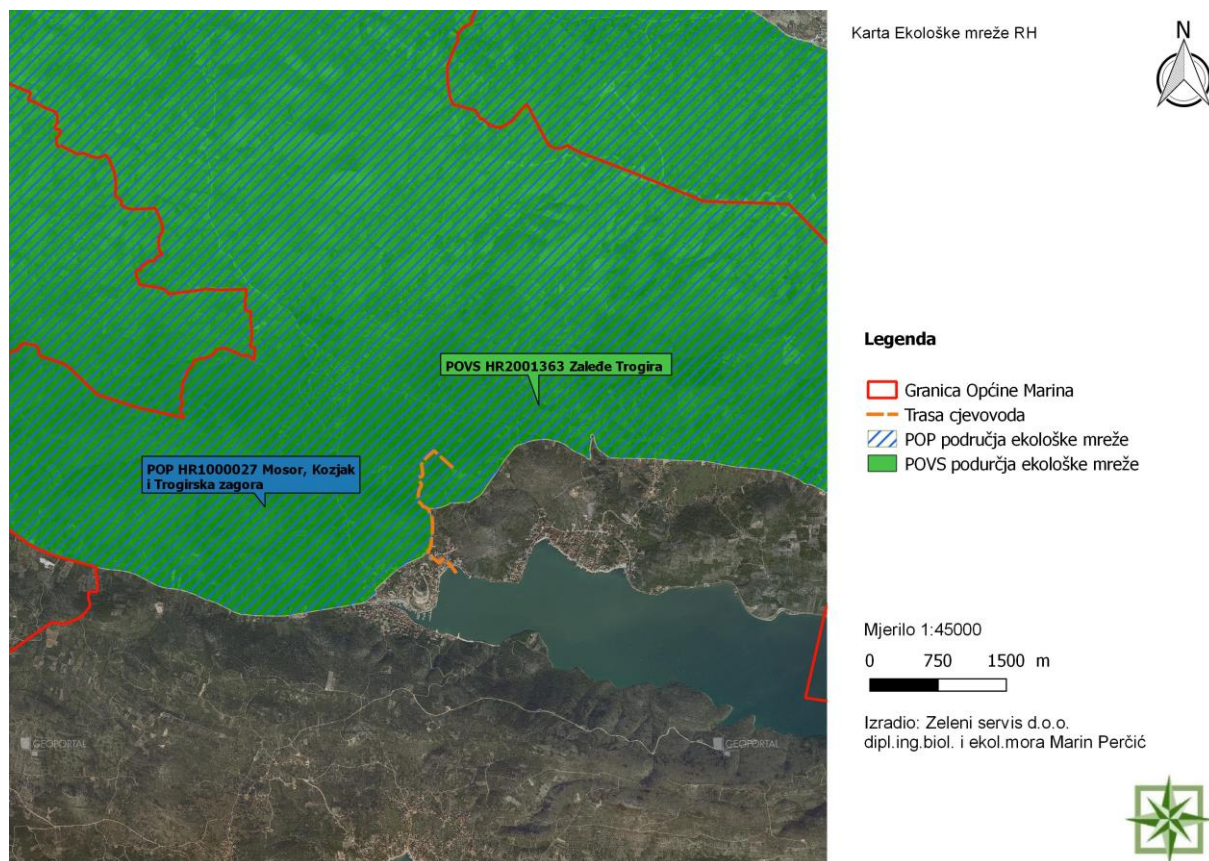 Karta Ekološke mreže RH
N
POVS HR2001363 Zaleđe Trogira
POP HR1000027 Mosor, Kozjak
i Trogirska zagora
Legenda
Granica Općine Marina
Trasa cjevovoda
POP područja ekološke mreže
POVS podurčja ekološke mreže
Mjerilo 1:45000
0 750 1500 m
Izradio: Zeleni servis d.o.o.
dipl.ing.biol. i ekol.mora Marin Perčić
GEOPORTAL
GEOPORTAL